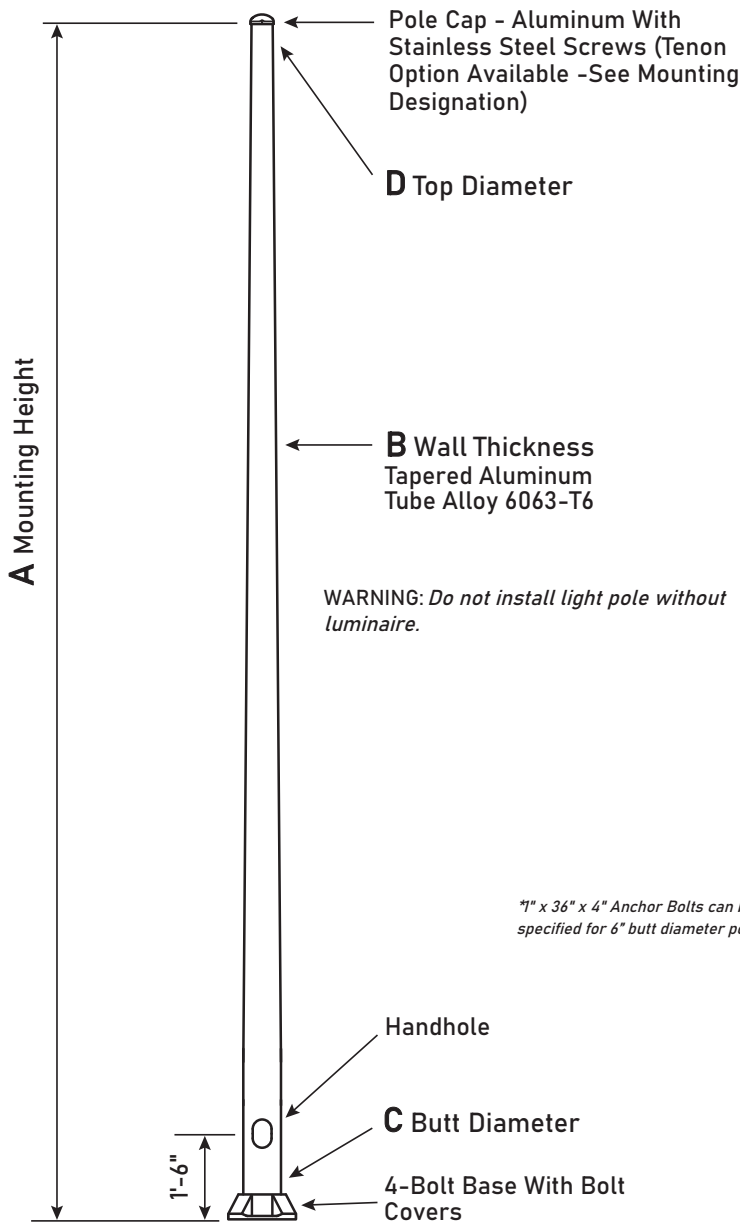 Pole Cap - Aluminum With
Stainless Steel Screws (Tenon
Option Available -See Mounting
Designation)
D Top Diameter
A Mounting Height
B Wall Thickness
Tapered Aluminum
Tube Alloy 6063-T6
WARNING: Do not install light pole without
luminaire.
*1" x 36" x 4" Anchor Bolts can
specified for 6" butt diameter
Handhole
C Butt Diameter
1'-6"
4-Bolt Base With Bolt
Covers